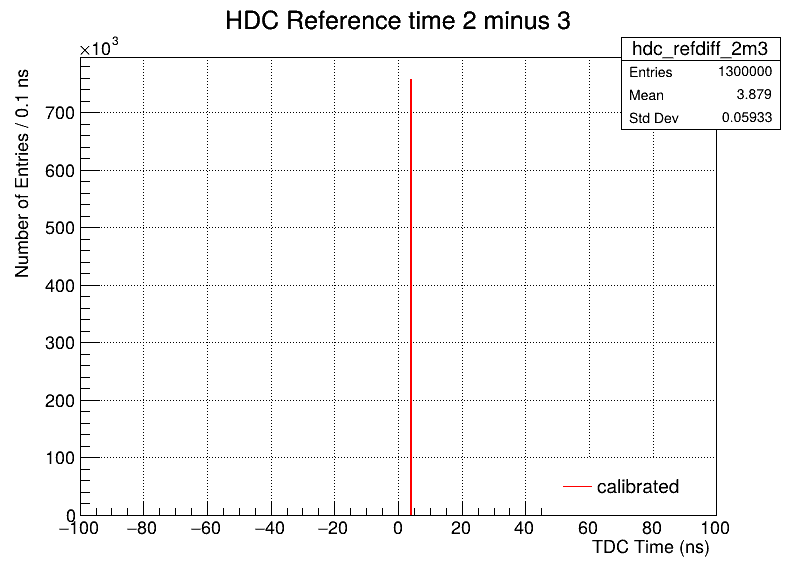 HDC Reference time 2 minus 3
×10³
hdc_refdiff_2m3
Entries 1300000
Mean 3.879
Std Dev 0.05933
Number of Entries / 0.1 ns
700
600
500
400
300
200
100
0
calibrated
−100 −80 −60 −40 −20 0 20 40 60 80 100
TDC Time (ns)